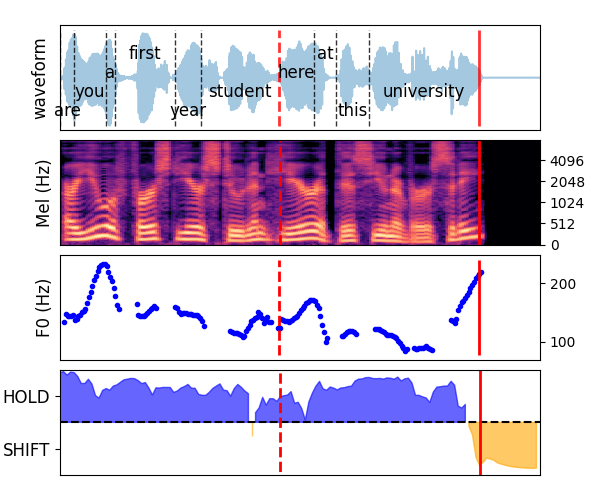 waveform
are
you
a
first
year
student
here
at
this
university
Mel (Hz)
4096
2048
1024
512
0
F0 (Hz)
200
100
HOLD
SHIFT